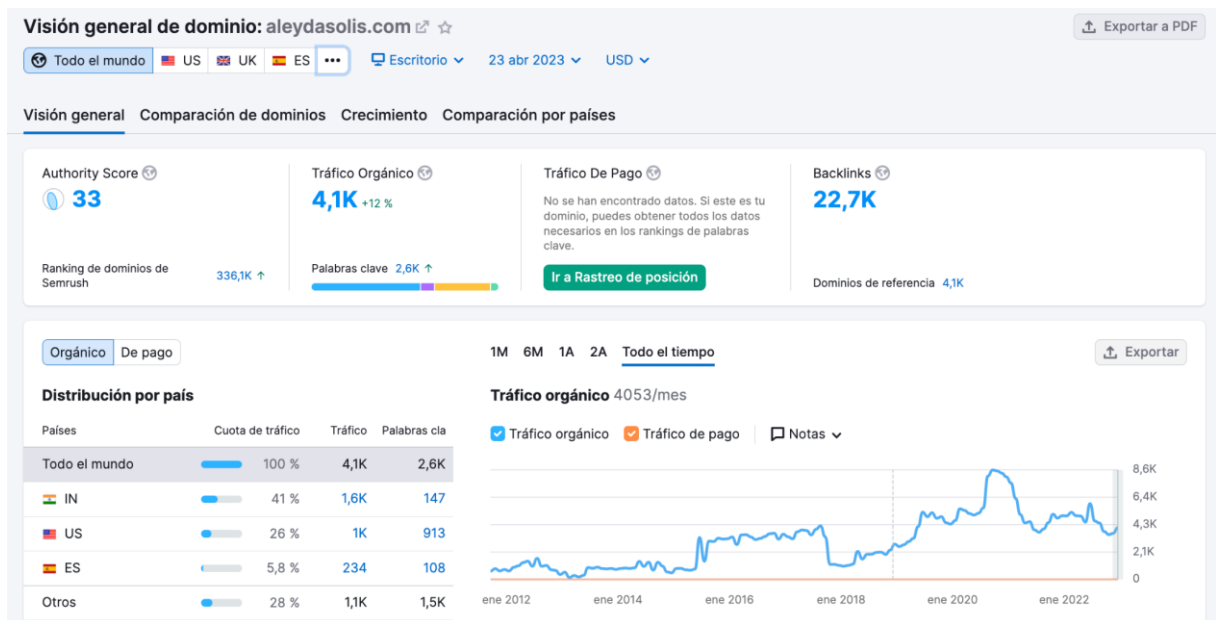 Visión general de dominio: aleydasolis.com
Exportar a PDF
Todo el mundo US UK ES ••• Escritorio 23 abr 2023 USD
Visión general Comparación de dominios Crecimiento Comparación por países
Authority Score
33
Ranking de dominios de
Semrush
336,1K ↑
Tráfico Orgánico
4,1K +12 %
Palabras clave 2,6K ↑
Tráfico De Pago
No se han encontrado datos. Si este es tu
dominio, puedes obtener todos los datos
necesarios en los rankings de palabras
clave.
Ir a Rastreo de posición
Backlinks
22,7K
Dominios de referencia 4,1K
Orgánico De pago
Distribución por país
Países Cuota de tráfico Tráfico Palabras cla
Todo el mundo 100 % 4,1K 2,6K
IN 41 % 1,6K 147
US 26 % 1K 913
ES 5,8 % 234 108
Otros 28 % 1,1K 1,5K
1M 6M 1A 2A Todo el tiempo
Exportar
Tráfico orgánico 4053/mes
Tráfico orgánico Tráfico de pago Notas
8,6K
6,4K
4,3K
2,1K
0
ene 2012 ene 2014 ene 2016 ene 2018 ene 2020 ene 2022